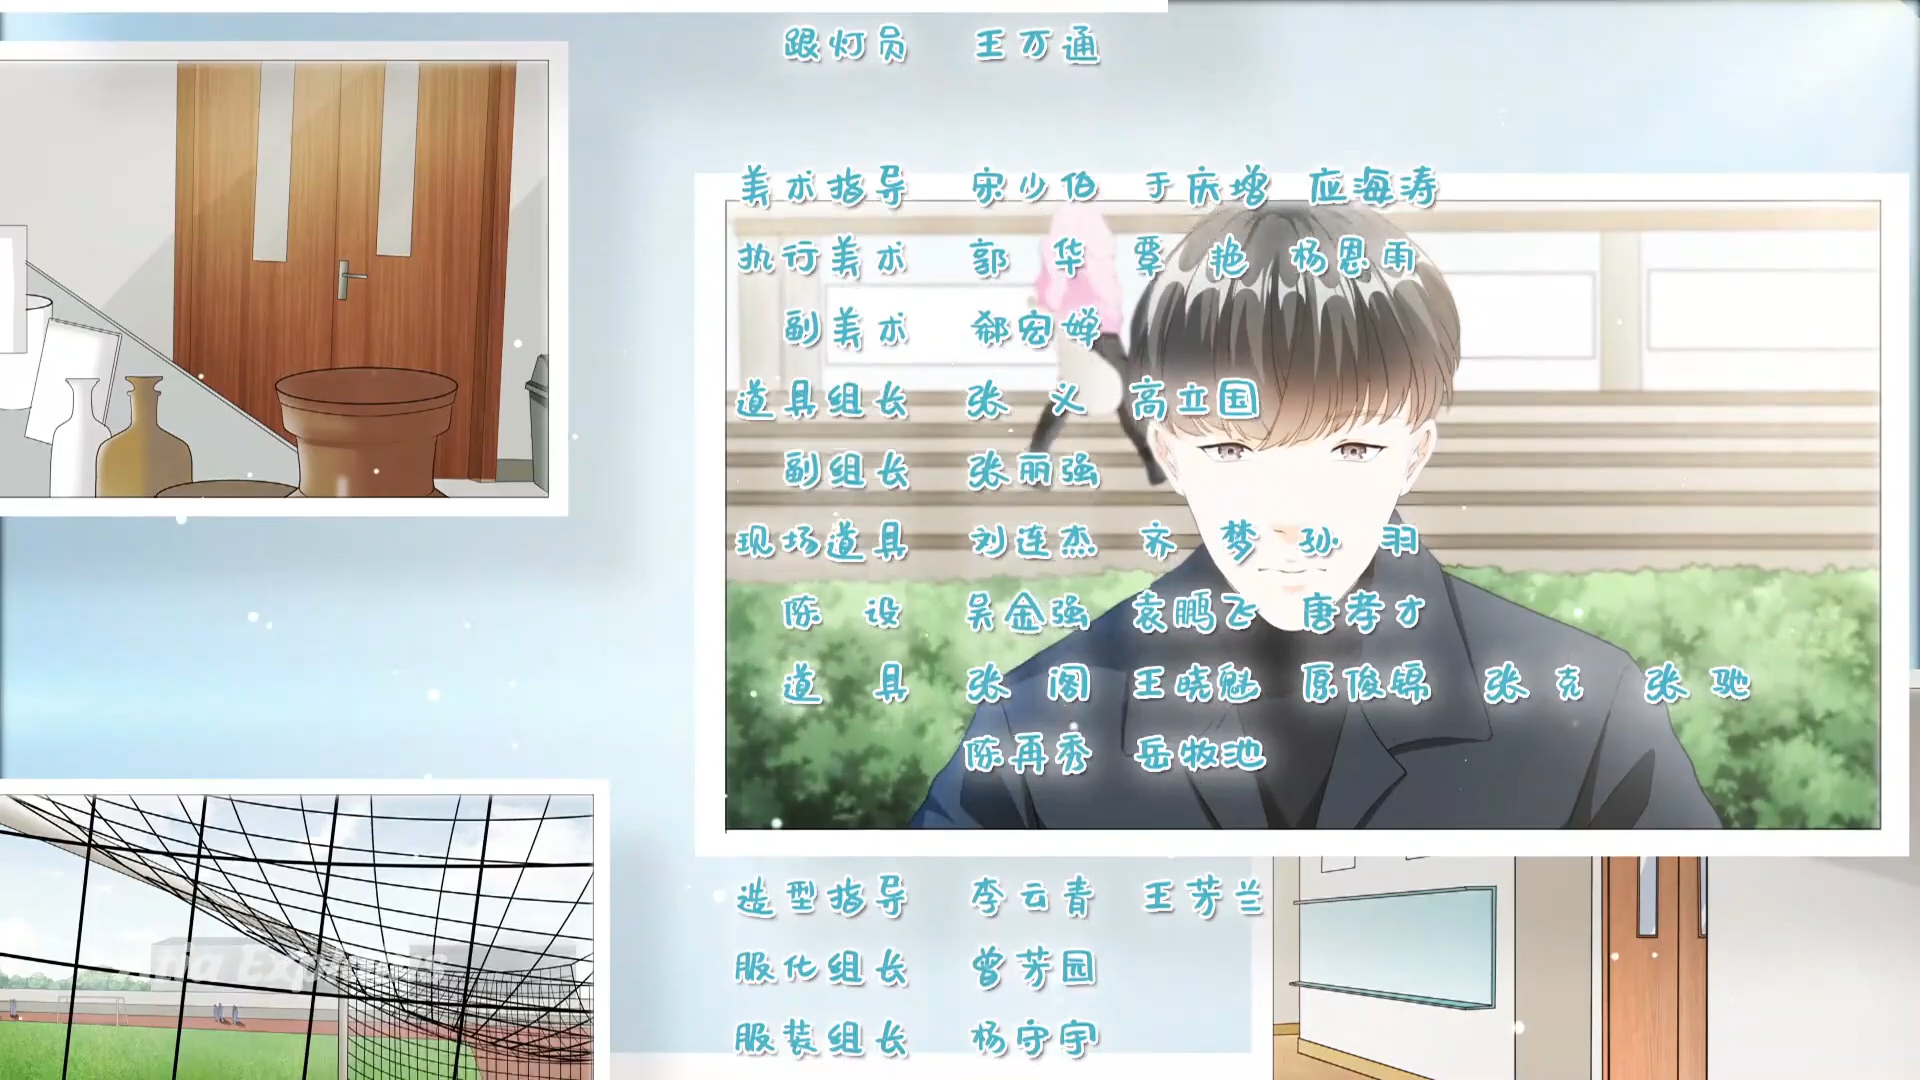 跟灯员 王万通
美术指导 宋少伯 于庆增 应海涛
执行美术 郭 华 覃 艳 杨恩雨
副美术 郗宏婵
道具组长 张 义 高立国
副组长 张丽强
现场道具 刘连杰 齐 梦 孙 羽
陈 设 吴金强 袁鹏飞 唐孝才
道 具 张 阁 王晓魅 原俊锦 张 克 张 驰
陈再秀 岳牧池
造型指导 李云青 王芳兰
服化组长 曾芳园
服装组长 杨守宇